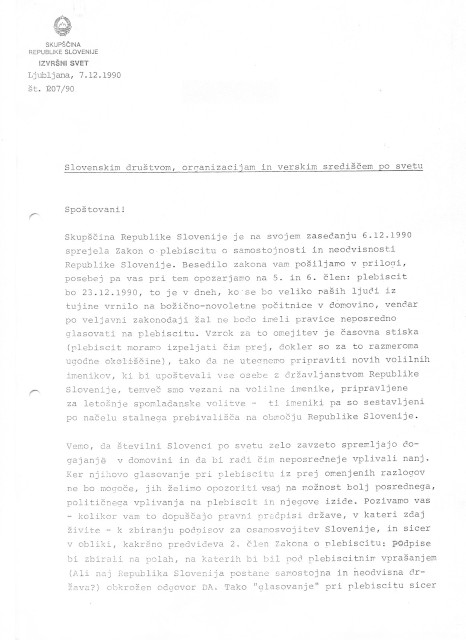 SKUPŠČINA
REPUBLIKE SLOVENIJE
IZVRŠNI SVET
Ljubljana, 7.12.1990
Št. R07/90
Slovenskim društvom, organizacijam in verskim središčem po svetu
Spoštovani!
Skupščina Republike Slovenije je na svojem zasedanju 6.12.1990
sprejela Zakon o plebiscitu o samostojnosti in neodvisnosti
Republike Slovenije. Besedilo zakona vam pošiljamo v prilogi,
posebej pa vas pri tem opozarjamo na 5. in 6. člen: plebiscit
bo 23.12.1990, to je v dneh, ko se bo veliko naših ljudi iz
tujine vrnilo na božično-novoletne počitnice v domovino, vendar
po veljavni zakonodaji žal ne bodo imeli pravice neposredno
glasovati na plebiscitu. Vzrok za to omejitev je časovna stiska
(plebiscit moramo izpeljati čim prej, dokler so za to razmeroma
ugodne okoliščine), tako da ne utegnemo pripraviti novih volilnih
imenikov, ki bi upoštevali vse osebe z državljanstvom Republike
Slovenije, temveč smo vezani na volilne imenike, pripravljene
za letošnje spomladanske volitve - ti imeniki pa so sestavljeni
po načelu stalnega prebivališča na območju Republike Slovenije.
Vemo, da številni Slovenci po svetu zelo zavzeto spremljajo do-
gajanje v domovini in da bi radi čim neposredneje vplivali nanj.
Ker njihovo glasovanje pri plebiscitu iz prej omenjenih razlogov
ne bo mogoče, jih želimo opozoriti vsaj na možnost bolj posrednega,
političnega vplivanja na plebiscit in njegove izide. Pozivamo vas
- kolikor vam to dopuščajo pravni predpisi države, v kateri zdaj
živite - k zbiranju podpisov za osamosvojitev Slovenije, in sicer
v obliki, kakršno predvideva 2. člen Zakona o plebiscitu: podpise
bi zbirali na polah, na katerih bi bil pod plebiscitnim vprašanjem
(Ali naj Republika Slovenija postane samostojna in neodvisna dr-
žava?) obkrožen odgovor DA. Tako "glasovanje" pri plebiscitu sicer